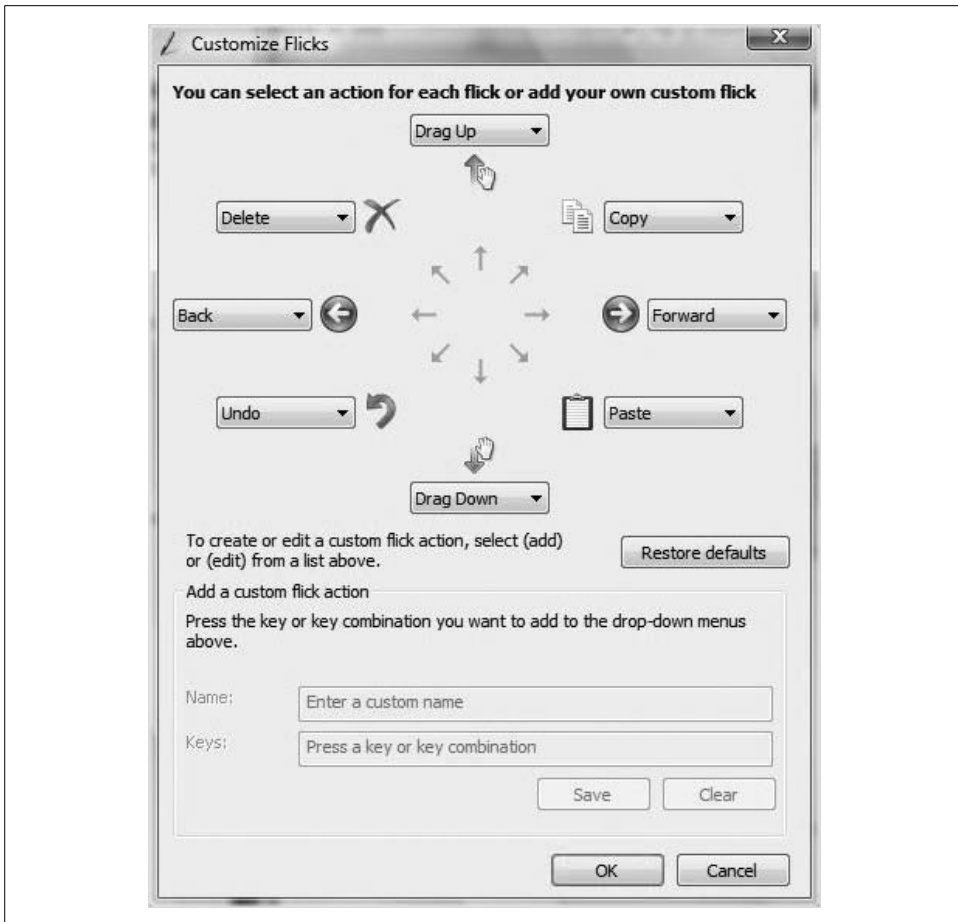 Customize Flicks
You can select an action for each flick or add your own custom flick
Drag Up
Delete
Copy
Back
Forward
Undo
Paste
Drag Down
To create or edit a custom flick action, select (add)
or (edit) from a list above.
Restore defaults
Add a custom flick action
Press the key or key combination you want to add to the drop-down menus
above.
Name:
Enter a custom name
Keys:
Press a key or key combination
Save
Clear
OK
Cancel